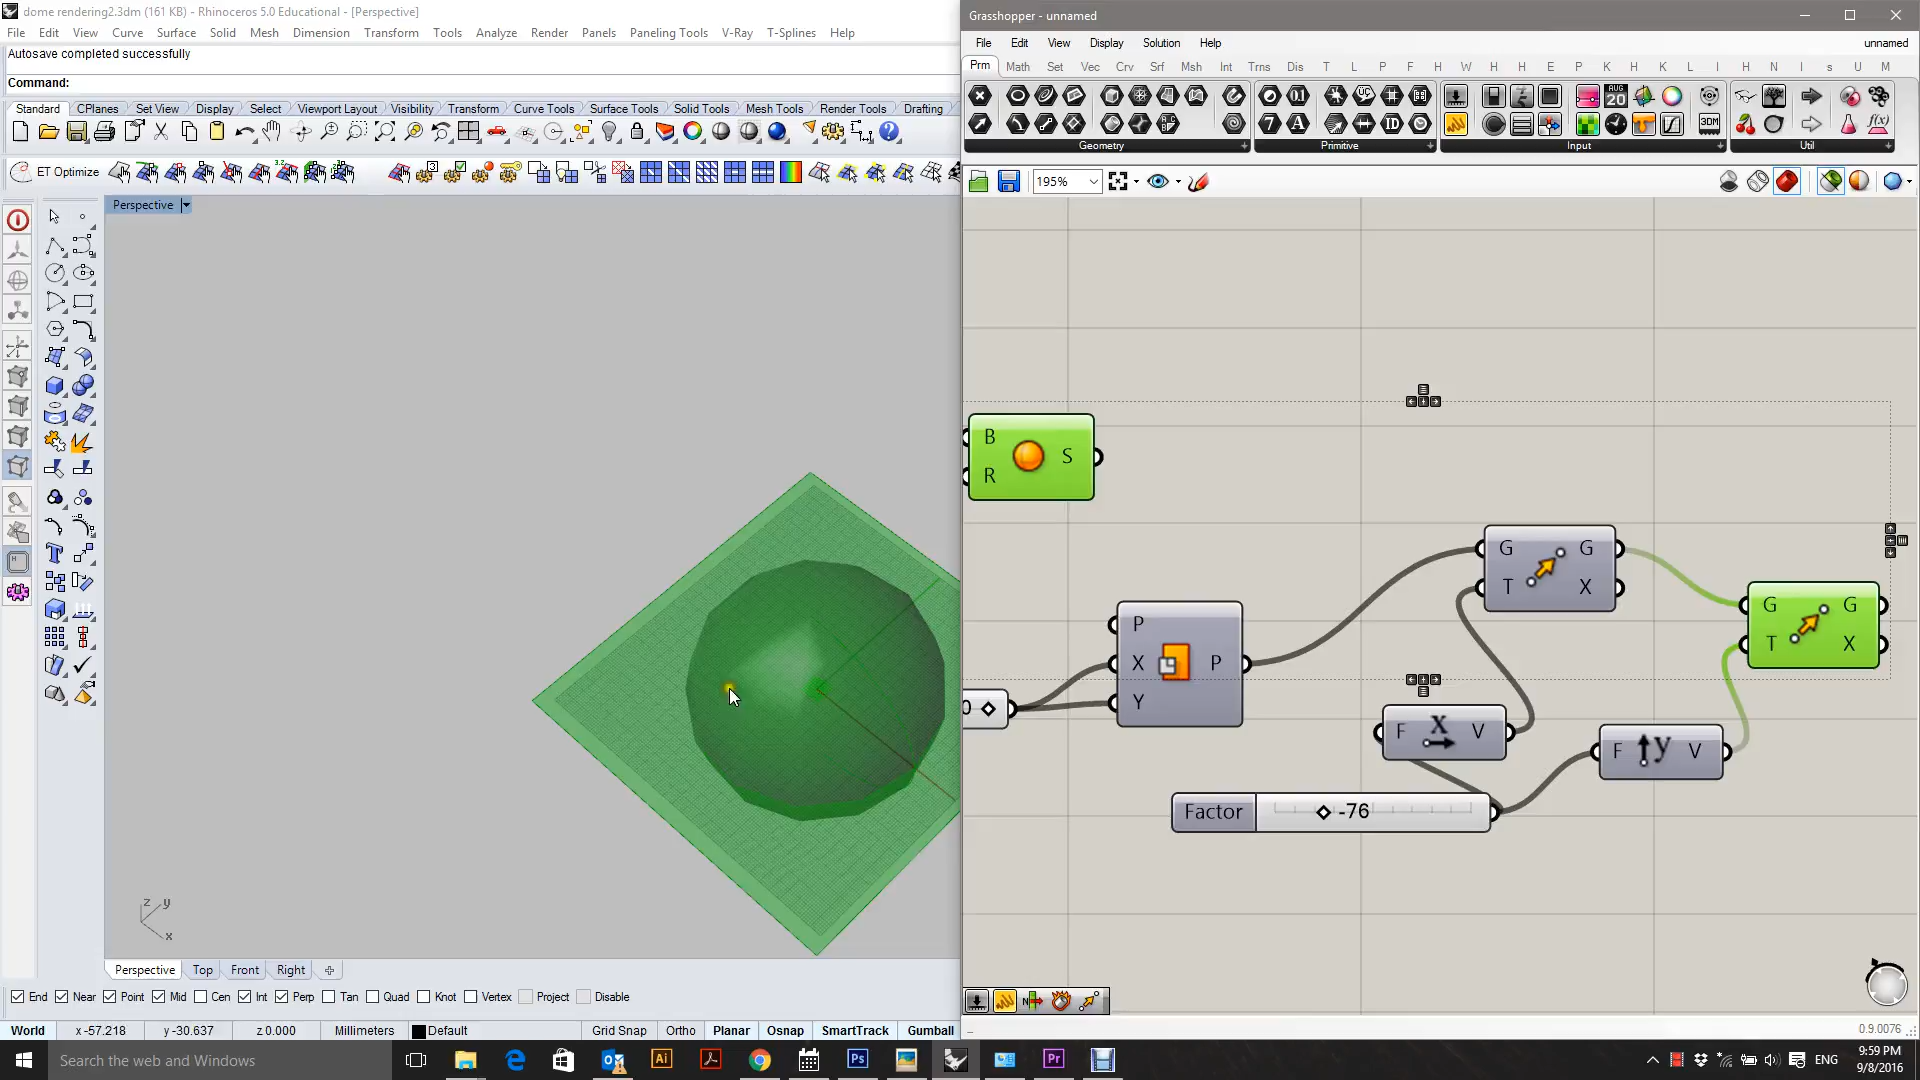 dome rendering2.3dm (161 KB) - Rhinoceros 5.0 Educational - [Perspective]
File Edit View Curve Surface Solid Mesh Dimension Transform Tools Analyze Render Panels Paneling Tools V-Ray T-Splines Help
Autosave completed successfully
Command:
Standard CPlanes Set View Display Select Viewport Layout Visibility Transform Curve Tools Surface Tools Solid Tools Mesh Tools Render Tools Drafting
ET Optimize
Perspective
z y
x
Perspective Top Front Right
End Near Point Mid Cen Int Perp Tan Quad Knot Vertex Project Disable
World x -57.218 y -30.637 z 0.000 Millimeters Default Grid Snap Ortho Planar Osnap SmartTrack Gumball
Grasshopper - unnamed
File Edit View Display Solution Help unnamed
Prm Math Set Vec Crv Srf Msh Int Trns Dis T L P F H W H H E P K H K L I H N I s U M
Geometry Primitive Input Util
195%
B
R
S
G
T
G
X
G
T
G
X
P
X
Y
P
0
F X V
F y V
Factor -76
0.9.0076
Search the web and Windows
ENG
9:59 PM
9/8/2016